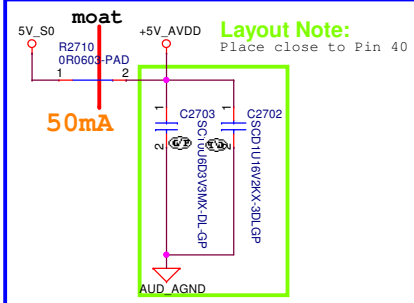 moat
5V_S0
+5V_AVDD
Layout Note:
Place close to Pin 40
R2710
0R0603-PAD
1
2
50mA
1
C2703
2
SC10U6D3V3MX-DL-GP
1
C2702
2
SCD1U16V2KX-3DLGP
AUD_AGND